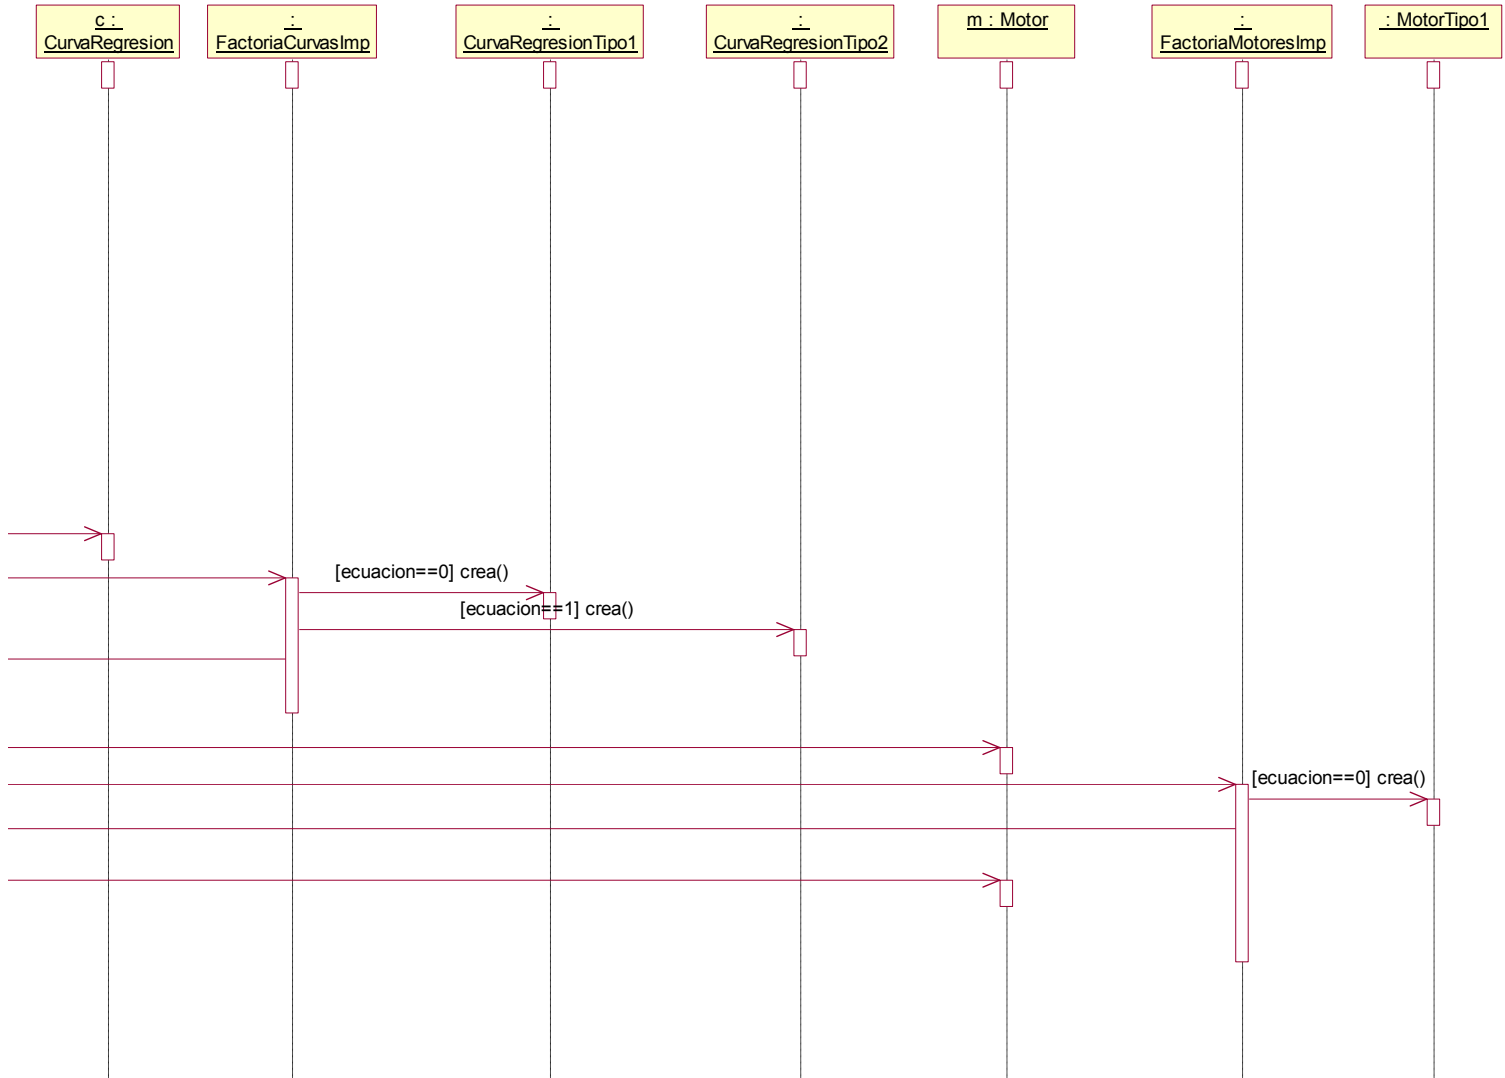 c :
CurvaRegresion
:
FactoriaCurvasImp
:
CurvaRegresionTipo1
:
CurvaRegresionTipo2
m : Motor
:
FactoriaMotoresImp
: MotorTipo1
[ecuacion==0] crea()
[ecuacion==1] crea()
[ecuacion==0] crea()